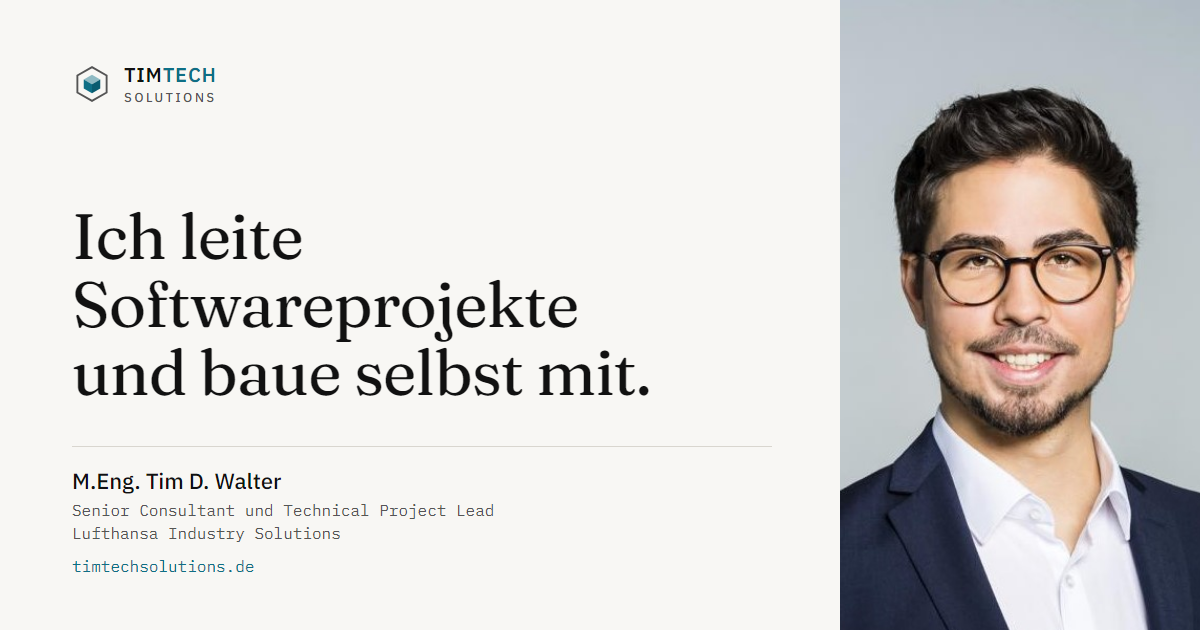 TIMTECH
SOLUTIONS
Ich leite
Softwareprojekte
und baue selbst mit.
M.Eng. Tim D. Walter
Senior Consultant und Technical Project Lead
Lufthansa Industry Solutions
timtechsolutions.de